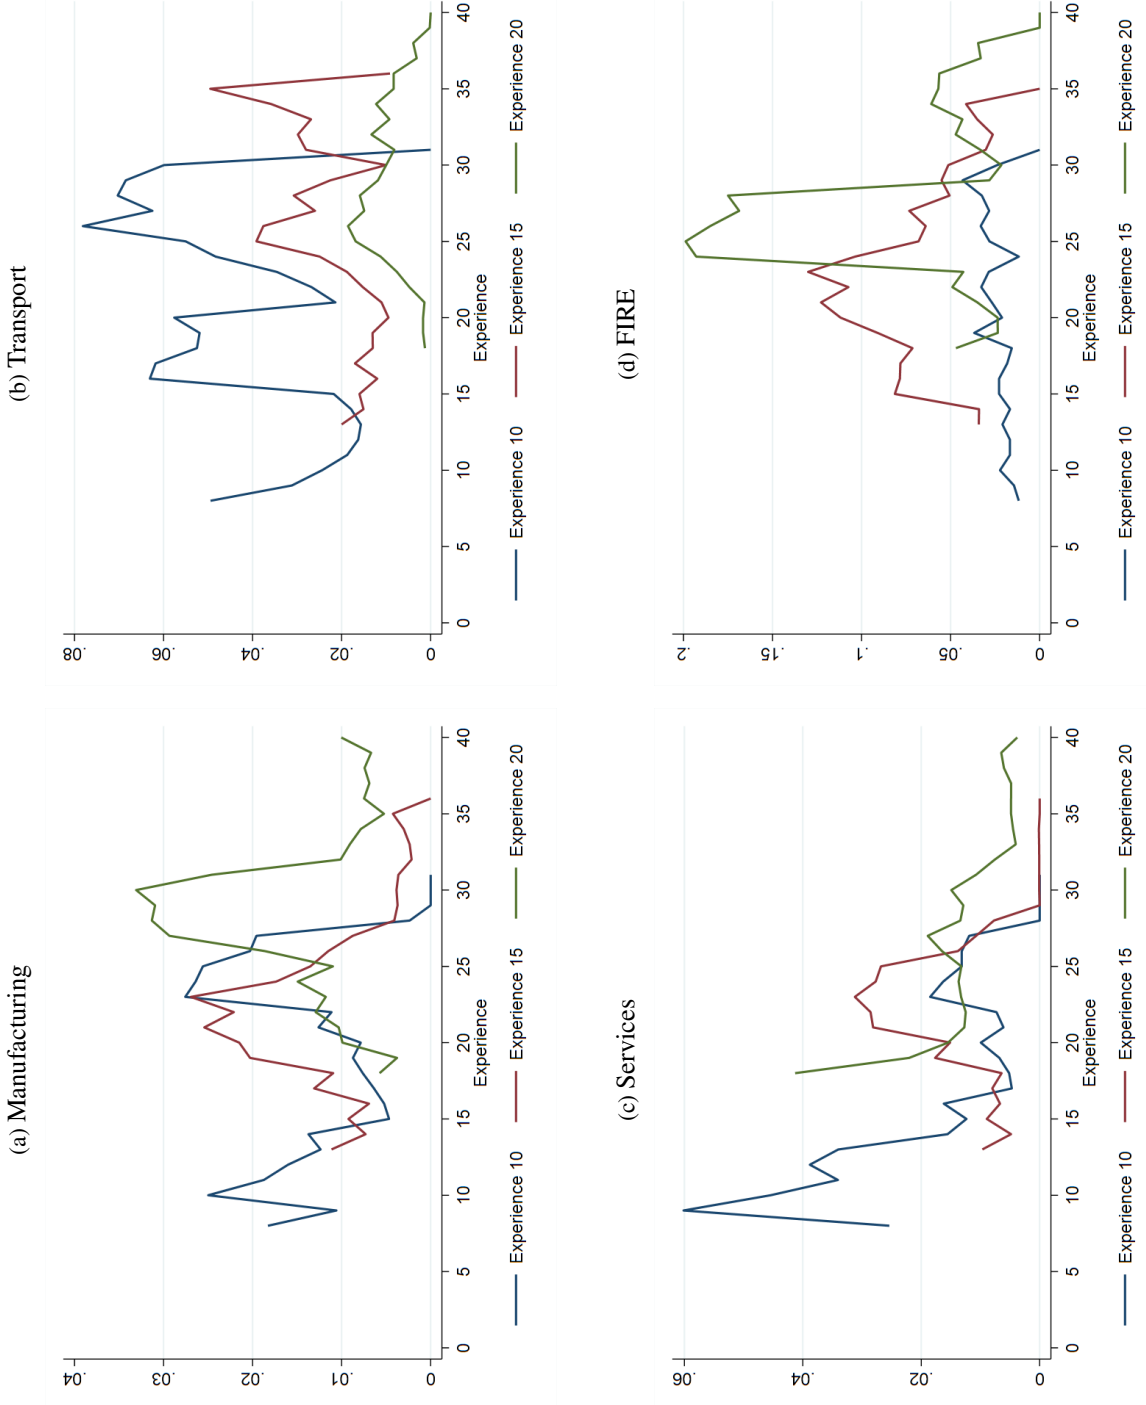 (a) Manufacturing
0 .01 .02 .03 .04
0 5 10 15 20 25 30 35 40
Experience
Experience 10 Experience 15 Experience 20
(b) Transport
0 .02 .04 .06 .08
0 5 10 15 20 25 30 35 40
Experience
Experience 10 Experience 15 Experience 20
(c) Services
0 .02 .04 .06
0 5 10 15 20 25 30 35 40
Experience
Experience 10 Experience 15 Experience 20
(d) FIRE
0 .05 .1 .15 .2
0 5 10 15 20 25 30 35 40
Experience
Experience 10 Experience 15 Experience 20